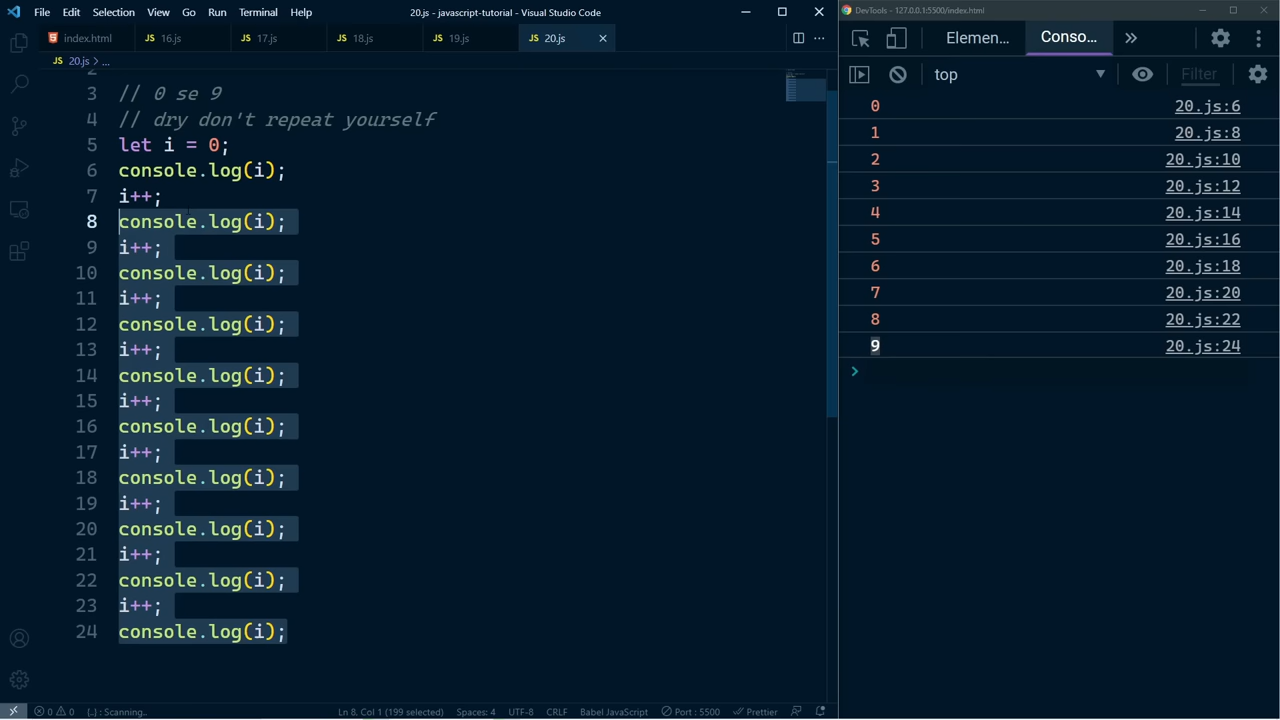 File Edit Selection View Go Run Terminal Help 20.js - javascript-tutorial - Visual Studio Code
index.html JS 16.js JS 17.js JS 18.js JS 19.js JS 20.js
JS 20.js > ...
2
3 // 0 se 9
4 // dry don't repeat yourself
5 let i = 0;
6 console.log(i);
7 i++;
8 console.log(i);
9 i++;
10 console.log(i);
11 i++;
12 console.log(i);
13 i++;
14 console.log(i);
15 i++;
16 console.log(i);
17 i++;
18 console.log(i);
19 i++;
20 console.log(i);
21 i++;
22 console.log(i);
23 i++;
24 console.log(i);
0 0 {..} : Scanning.. Ln 8, Col 1 (199 selected) Spaces: 4 UTF-8 CRLF Babel JavaScript Port : 5500 Prettier
DevTools - 127.0.0.1:5500/index.html
Elemen... Conso... »
top Filter
0 20.js:6
1 20.js:8
2 20.js:10
3 20.js:12
4 20.js:14
5 20.js:16
6 20.js:18
7 20.js:20
8 20.js:22
9 20.js:24
>